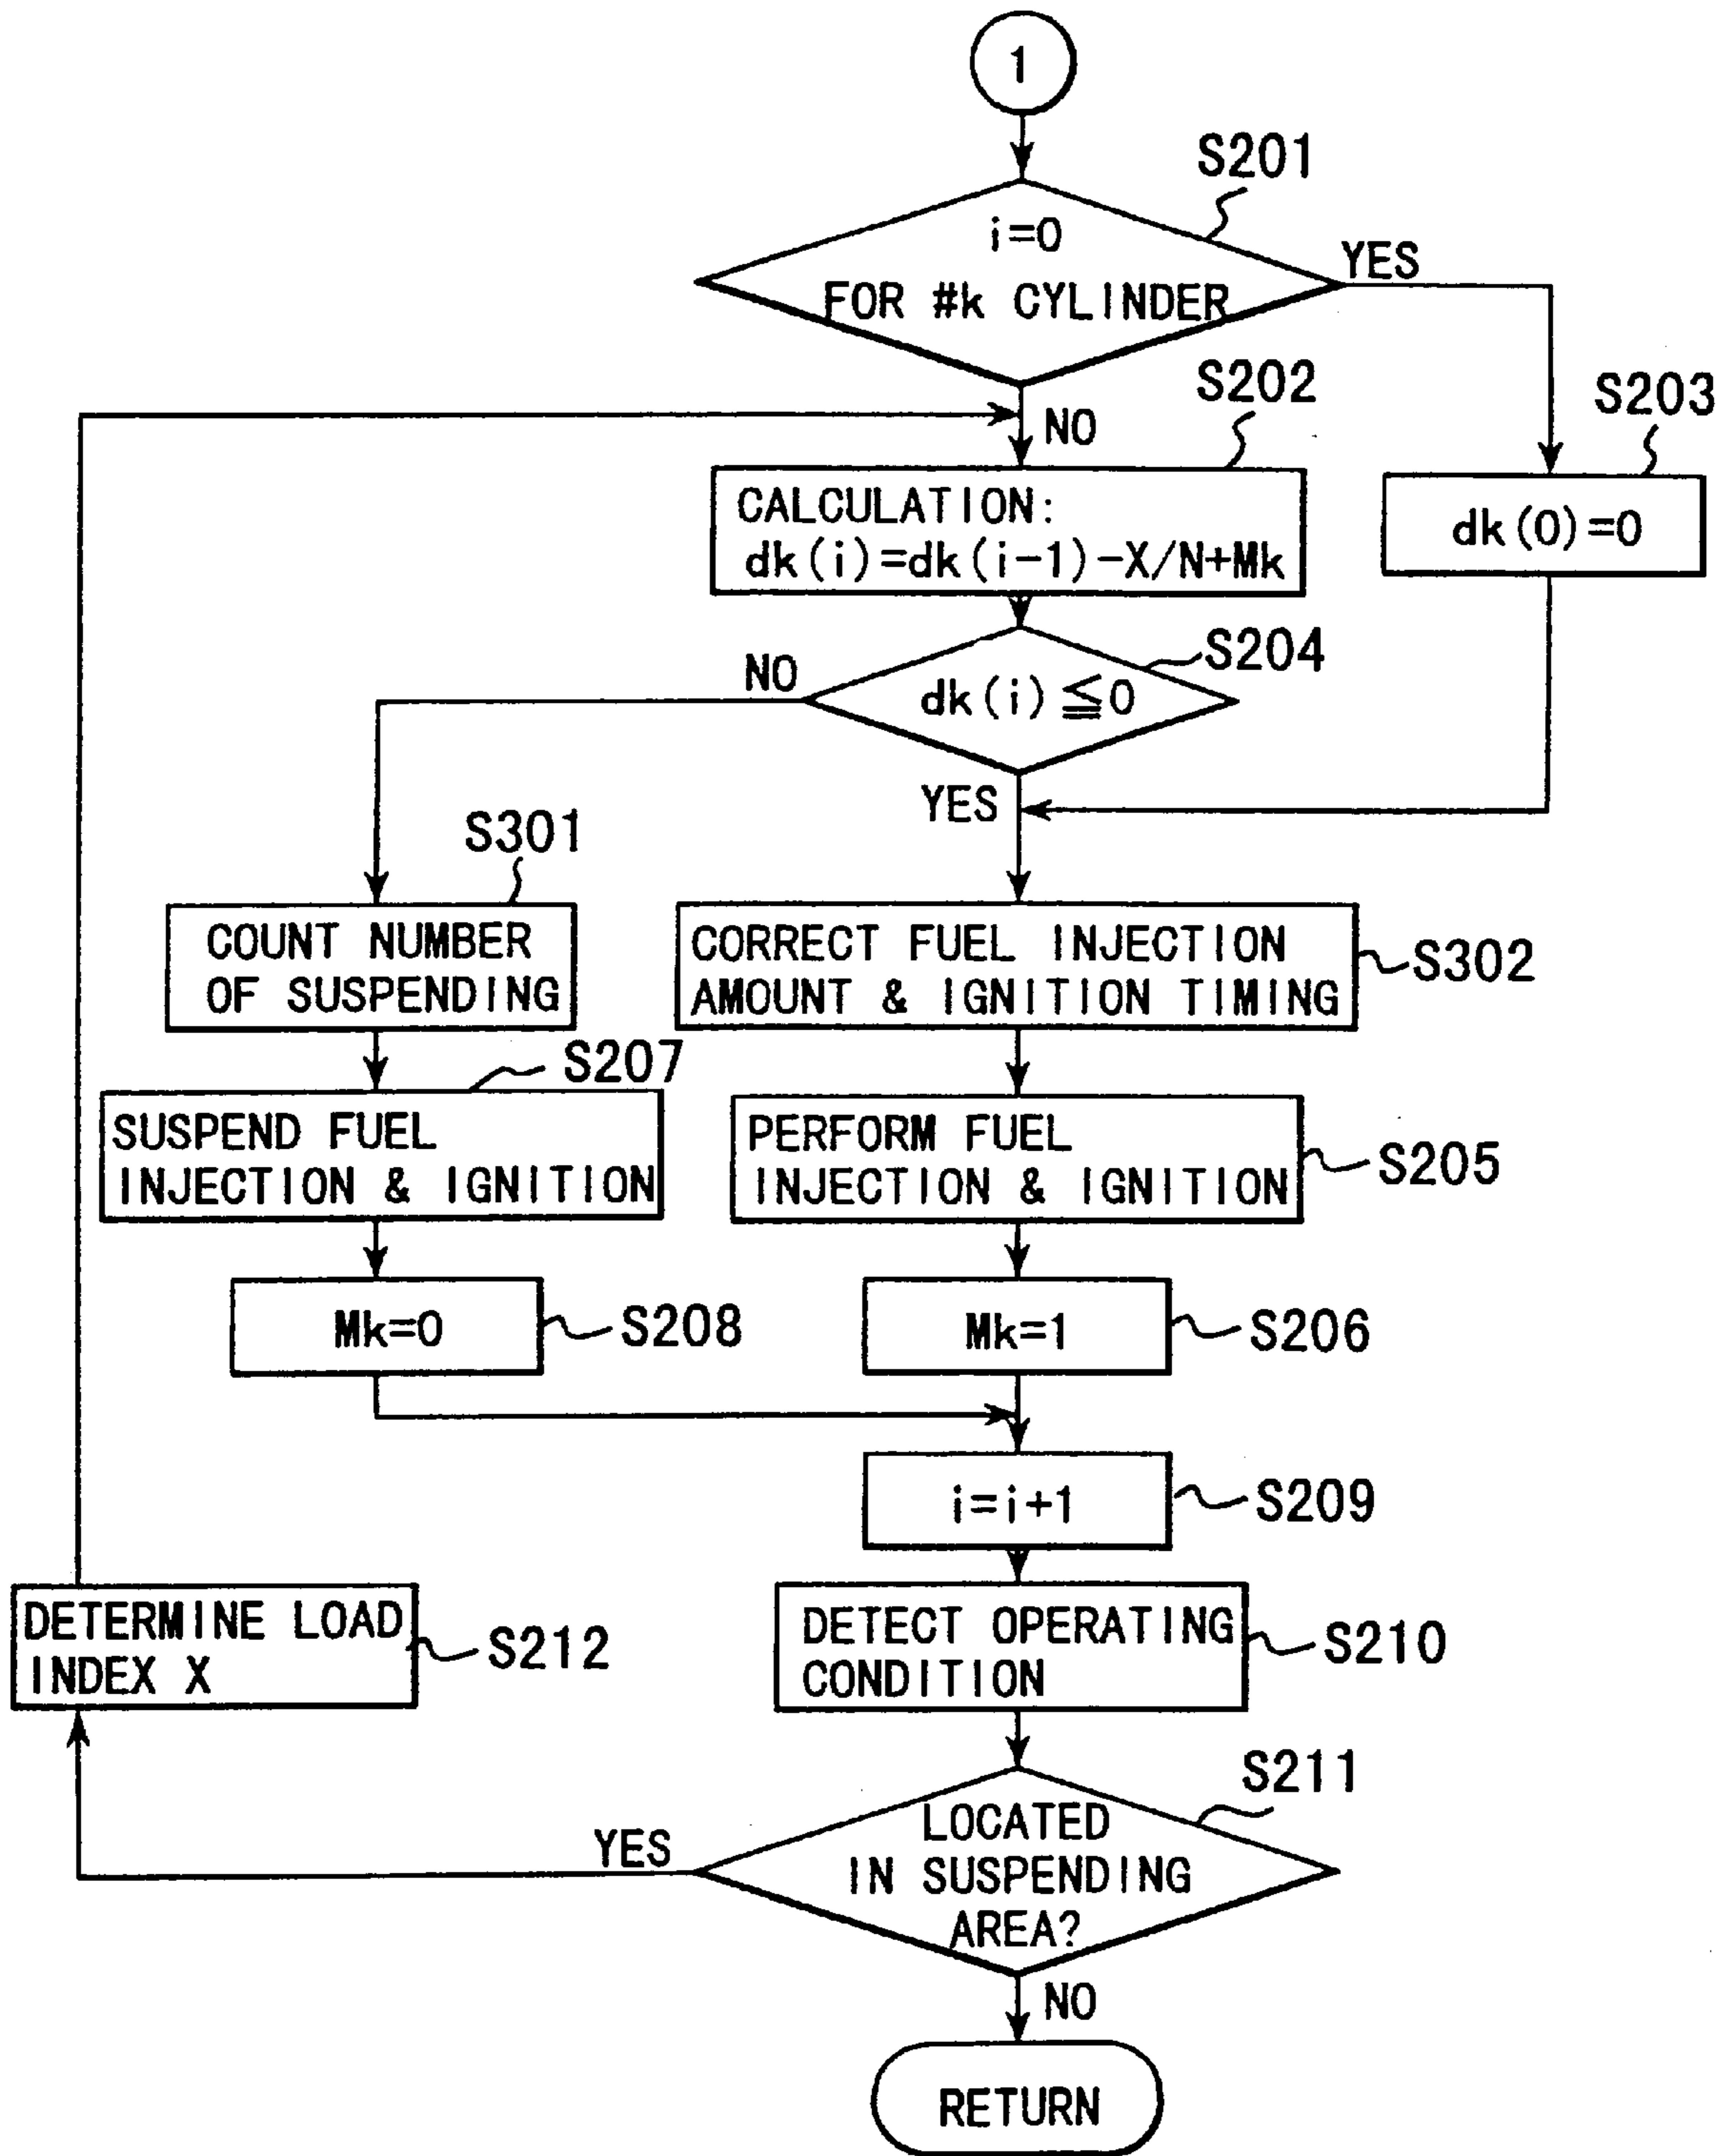 1
S201
i=0
FOR #k CYLINDER
YES
S202
S203
NO
CALCULATION:
dk(i)=dk(i-1)-X/N+Mk
dk(0)=0
S204
NO
dk(i)≦0
YES
S301
COUNT NUMBER
OF SUSPENDING
CORRECT FUEL INJECTION
AMOUNT & IGNITION TIMING
S302
S207
SUSPEND FUEL
INJECTION & IGNITION
PERFORM FUEL
INJECTION & IGNITION
S205
Mk=0
S208
Mk=1
S206
i=i+1
S209
DETERMINE LOAD
INDEX X
S212
DETECT OPERATING
CONDITION
S210
S211
YES
LOCATED
IN SUSPENDING
AREA?
NO
RETURN